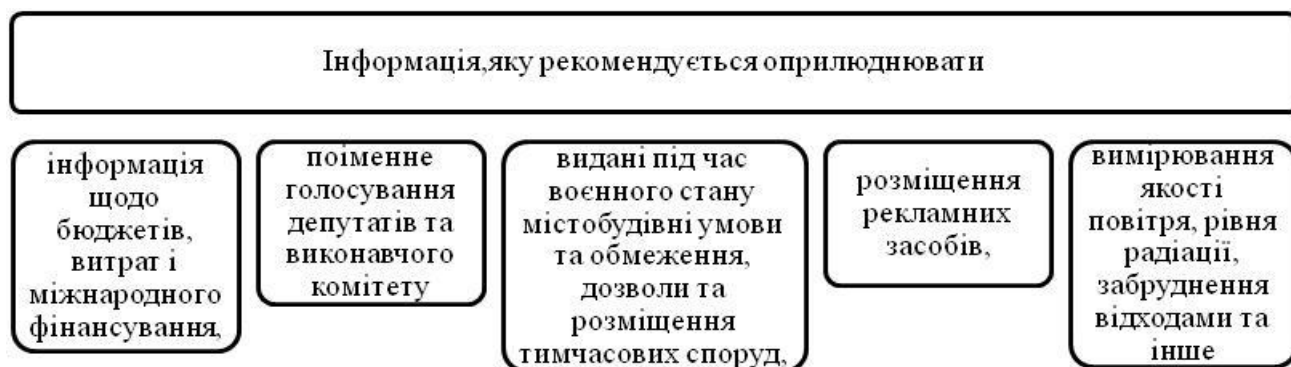 Інформація,яку рекомендується оприлюднювати
інформація
щодо
бюджетів,
витрат і
міжнародного
фінансування,
поіменне
голосування
депутатів та
виконавчого
комітету
видані під час
воєнного стану
містобудівні умови
та обмеження,
дозволи та
розміщення
тимчасових споруд,
розміщення
рекламних
засобів,
вимірювання
якості
повітря, рівня
радіації,
забруднення
відходами та
інше